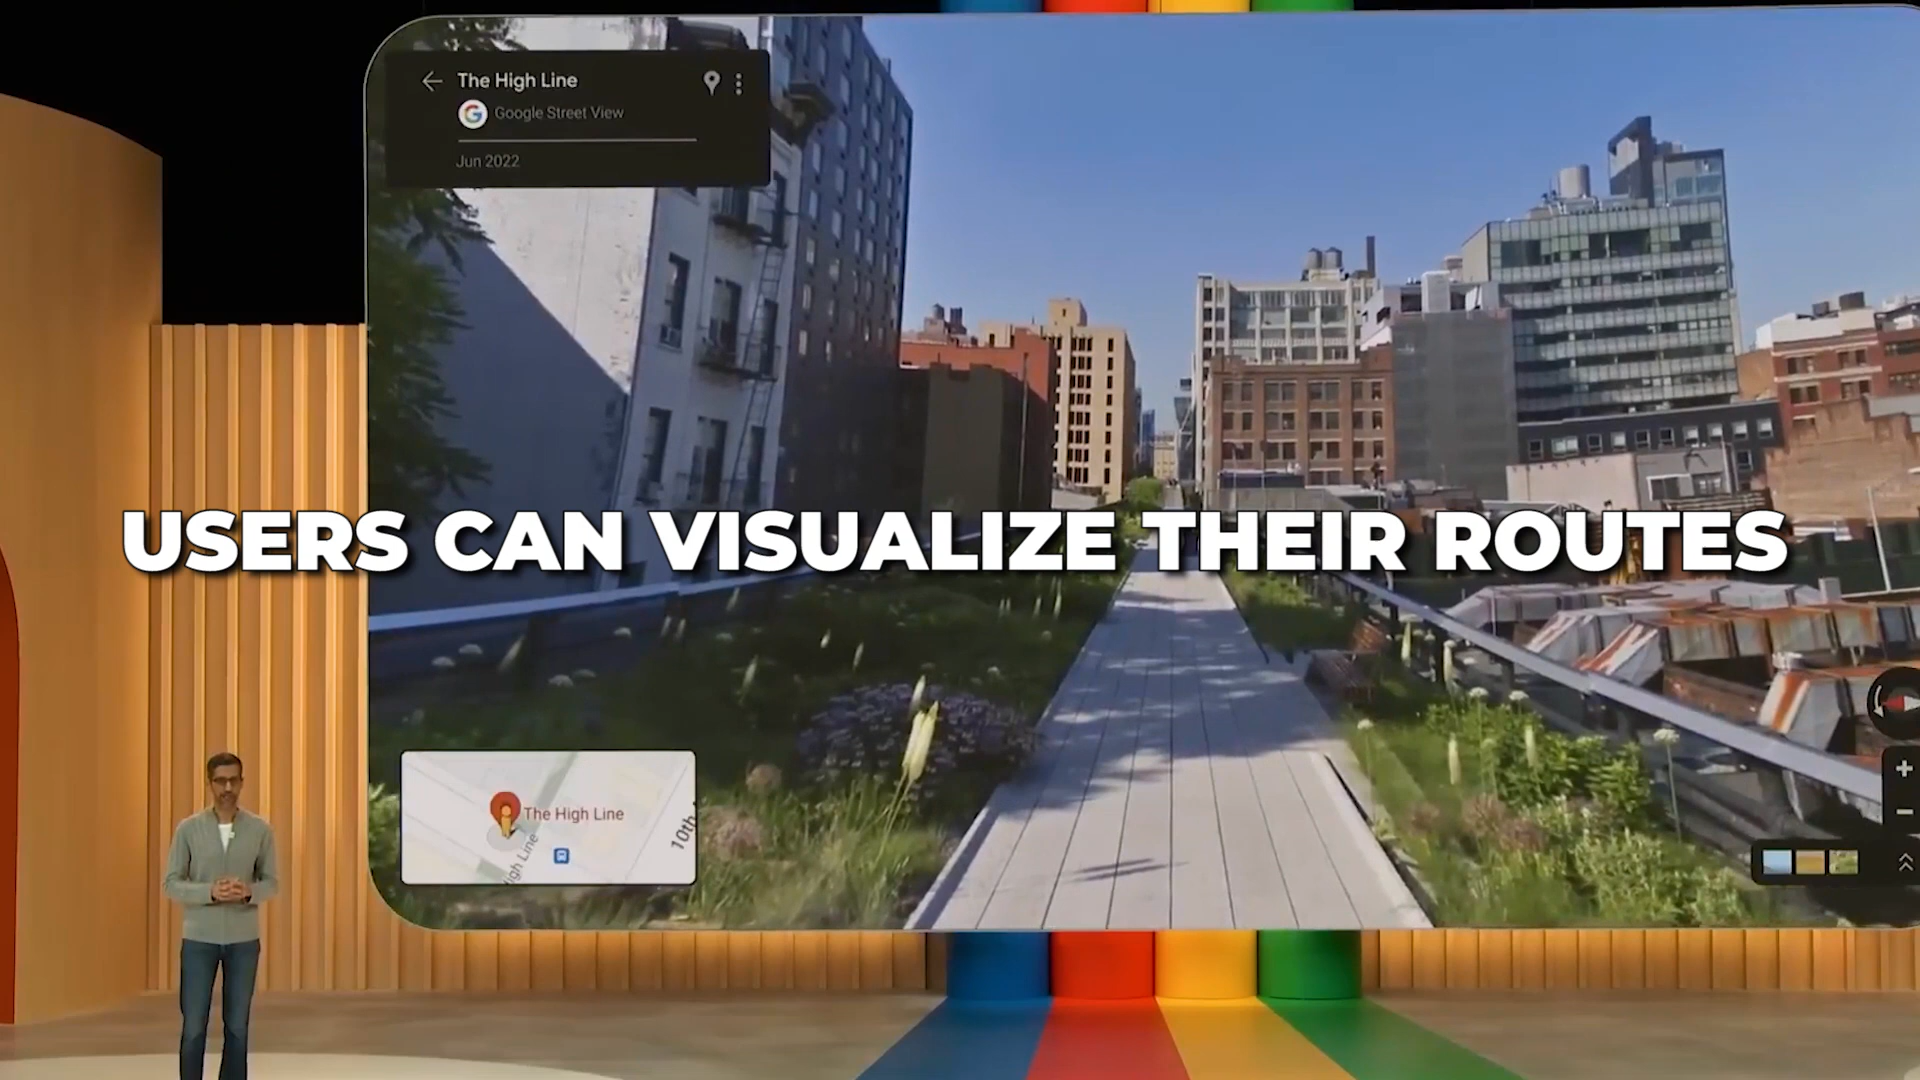 The High Line
Google Street View
Jun 2022
USERS CAN VISUALIZE THEIR ROUTES
The High Line
High Line
10th